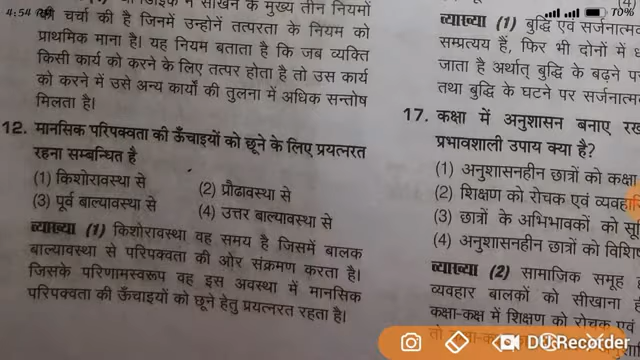 4:54
70%
ने सीखने के मुख्य तीन नियमों
की चर्चा की है जिनमें उन्होंने तत्परता के नियम को
प्राथमिक माना है। यह नियम बताता है कि जब व्यक्ति
किसी कार्य को करने के लिए तत्पर होता है तो उस कार्य
को करने में उसे अन्य कार्यो की तुलना में अधिक सन्तोष
मिलता है।
12. मानसिक परिपक्वता की ऊँचाइयों को छूने के लिए प्रयत्नरत
रहना सम्बन्धित है
(1) किशोरावस्था से
(2) प्रौढावस्था से
(3) पूर्व बाल्यावस्था से
(4) उत्तर बाल्यावस्था से
व्याख्या (1) किशोरावस्था वह समय है जिसमें बालक
बाल्यावस्था से परिपक्वता की ओर संक्रमण करता है।
जिसके परिणामस्वरूप वह इस अवस्था में मानसिक
परिपक्वता की ऊँचाइयों को छूने हेतु प्रयत्नरत रहता है।
(4)
व्याख्या (1) बुद्धि एवं सर्जनात्म
सम्प्रत्यय हैं, फिर भी दोनों में
जाता है अर्थात् बुद्धि के बढ़ने प
तथा बुद्धि के घटने पर सर्जनात्म
17. कक्षा में अनुशासन बनाए रख
प्रभावशाली उपाय क्या है?
(1) अनुशासनहीन छात्रों को कक्षा
(2) शिक्षण को रोचक एवं व्यवहा
(3) छात्रों के अभिभावकों को सू
(4) अनुशासनहीन छात्रों को विशि
व्याख्या (2) सामाजिक समूह
व्यवहार बालकों को सीखाना
कक्षा-कक्ष में शिक्षण को रोचक एवं
तो
DU Recorder